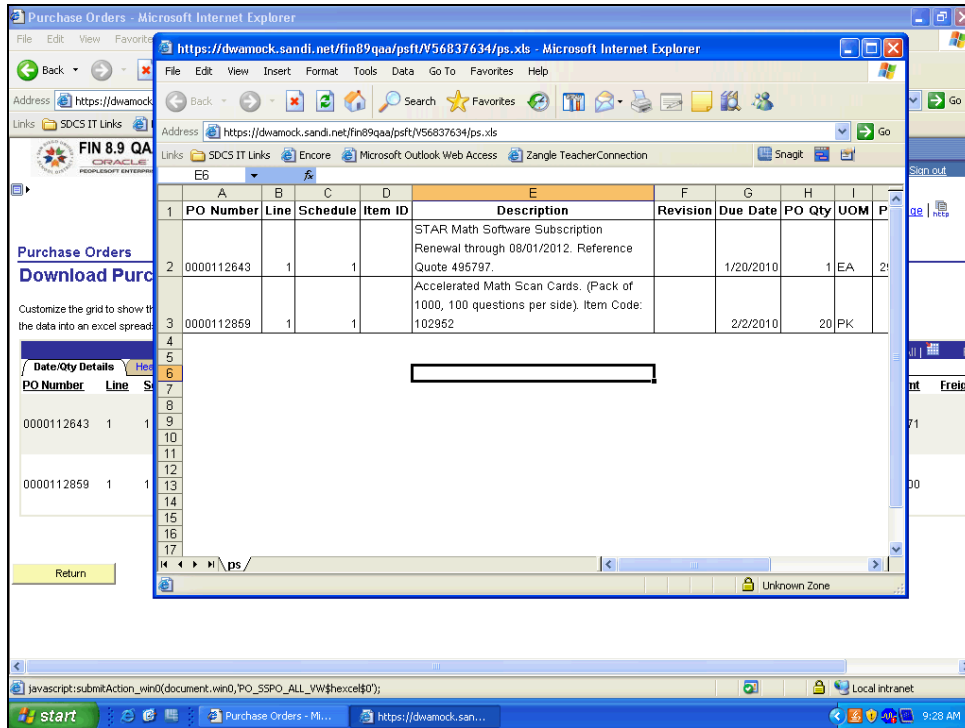 Purchase Orders - Microsoft Internet Explorer
File Edit View Favorite
Back
Address https://dwamock
Go
Links SDCS IT Links
FIN 8.9 QA
ORACLE
PEOPLESOFT ENTERPRI
Sign out
ge | http
Purchase Orders
Download Purc
Customize the grid to show th
the data into an excel spread
All |
Date/Qty Details Hea
PO Number Line S
nt Freig
0000112643 1 1
71
0000112859 1 1
00
Return
https://dwamock.sandi.net/fin89qaa/psft/V56837634/ps.xls - Microsoft Internet Explorer
File Edit View Insert Format Tools Data Go To Favorites Help
Back Search Favorites
Address https://dwamock.sandi.net/fin89qaa/psft/V56837634/ps.xls Go
Links SDCS IT Links Encore Microsoft Outlook Web Access Zangle TeacherConnection Snagit
E6 fx
A B C D E F G H I
1 PO Number Line Schedule Item ID Description Revision Due Date PO Qty UOM P
STAR Math Software Subscription
Renewal through 08/01/2012. Reference
2 0000112643 1 1 Quote 495797. 1/20/2010 1 EA 29
Accelerated Math Scan Cards. (Pack of
1000, 100 questions per side). Item Code:
3 0000112859 1 1 102952 2/2/2010 20 PK
4
5
6
7
8
9
10
11
12
13
14
15
16
17
ps
Unknown Zone
javascript:submitAction_win0(document.win0,'PO_SSPO_ALL_VW$hexcel$0');
Local intranet
start Purchase Orders - Mi... https://dwamock.san... 9:28 AM